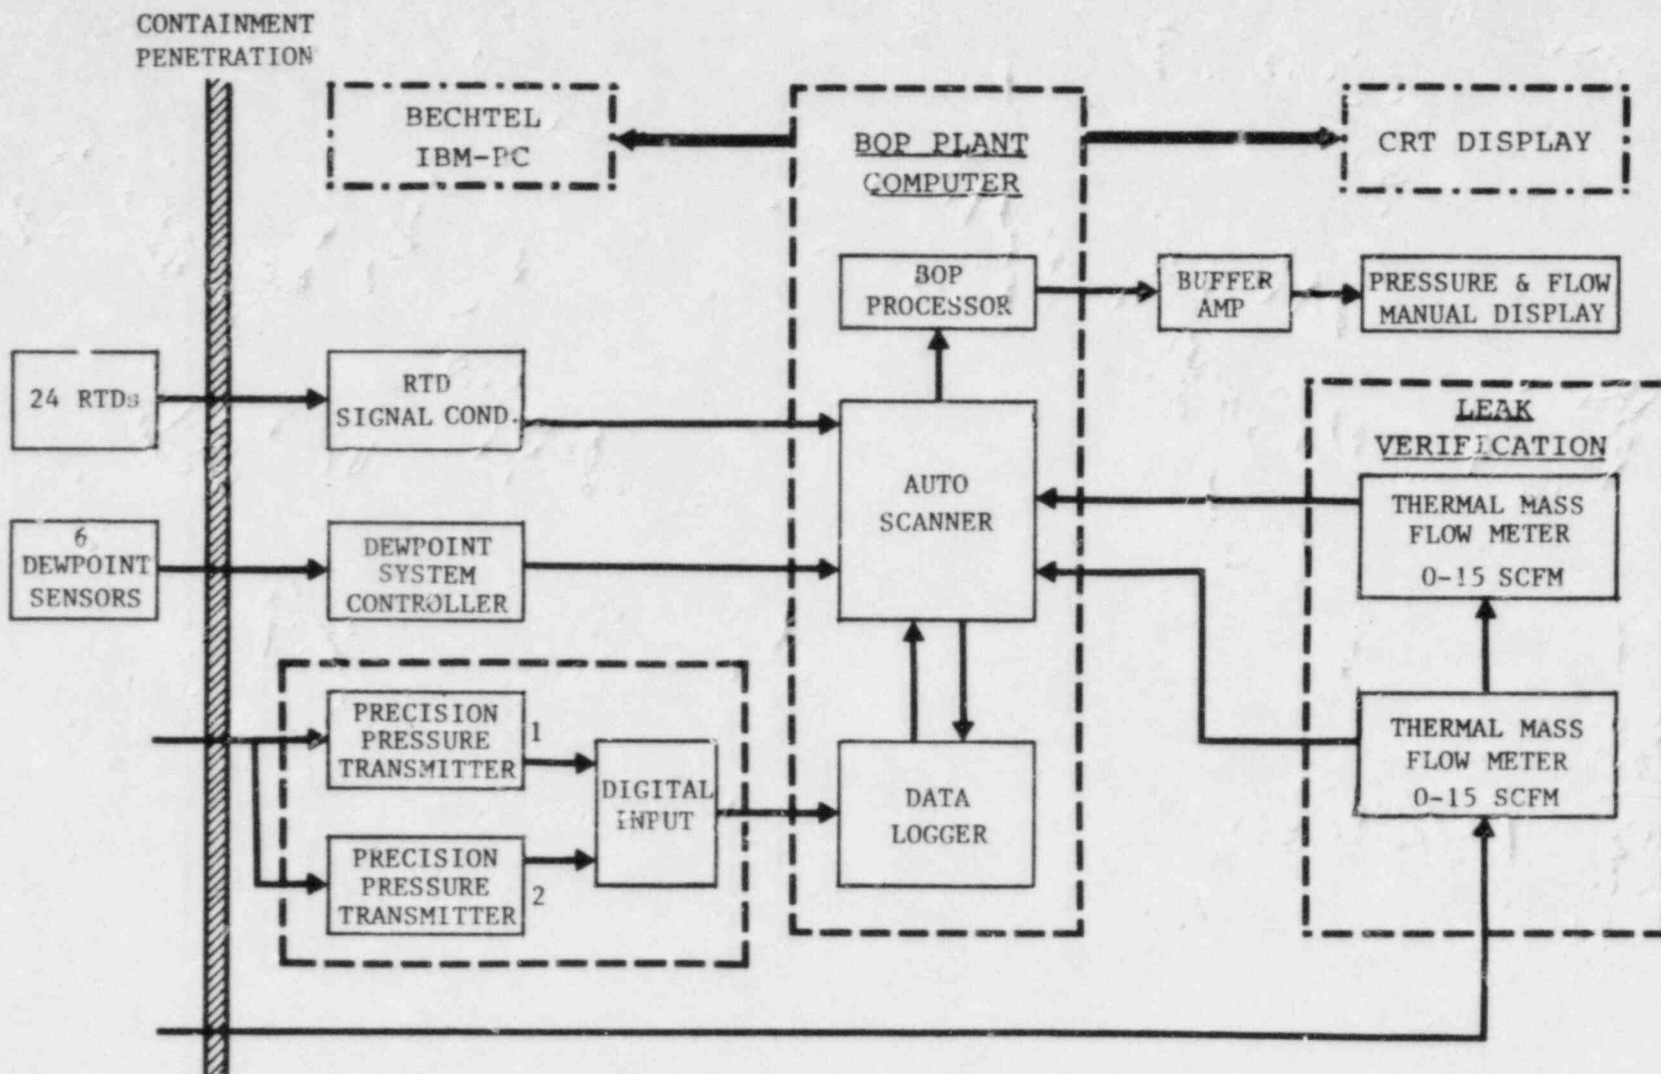 CONTAINMENT
PENETRATION
BECHTEL
IBM-PC
BOP PLANT
COMPUTER
CRT DISPLAY
BOP
PROCESSOR
BUFFER
AMP
PRESSURE & FLOW
MANUAL DISPLAY
24 RTDs
RTD
SIGNAL COND.
AUTO
SCANNER
LEAK
VERIFICATION
THERMAL MASS
FLOW METER
0-15 SCFM
6
DEWPOINT
SENSORS
DEWPOINT
SYSTEM
CONTROLLER
PRECISION
PRESSURE
TRANSMITTER
1
DIGITAL
INPUT
DATA
LOGGER
THERMAL MASS
FLOW METER
0-15 SCFM
PRECISION
PRESSURE
TRANSMITTER
2